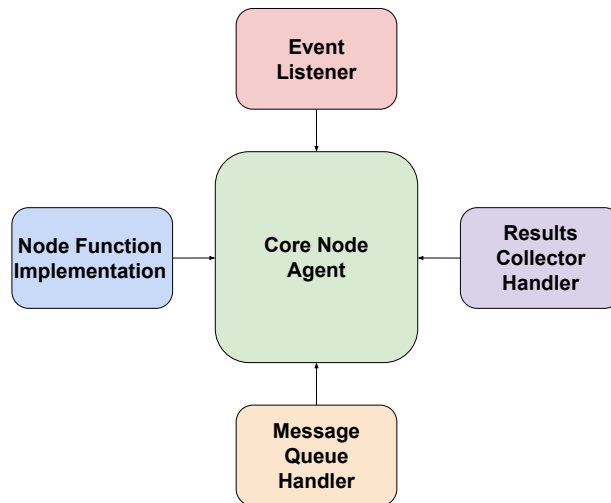 Event
Listener
Node Function
Implementation
Core Node
Agent
Results
Collector
Handler
Message
Queue
Handler